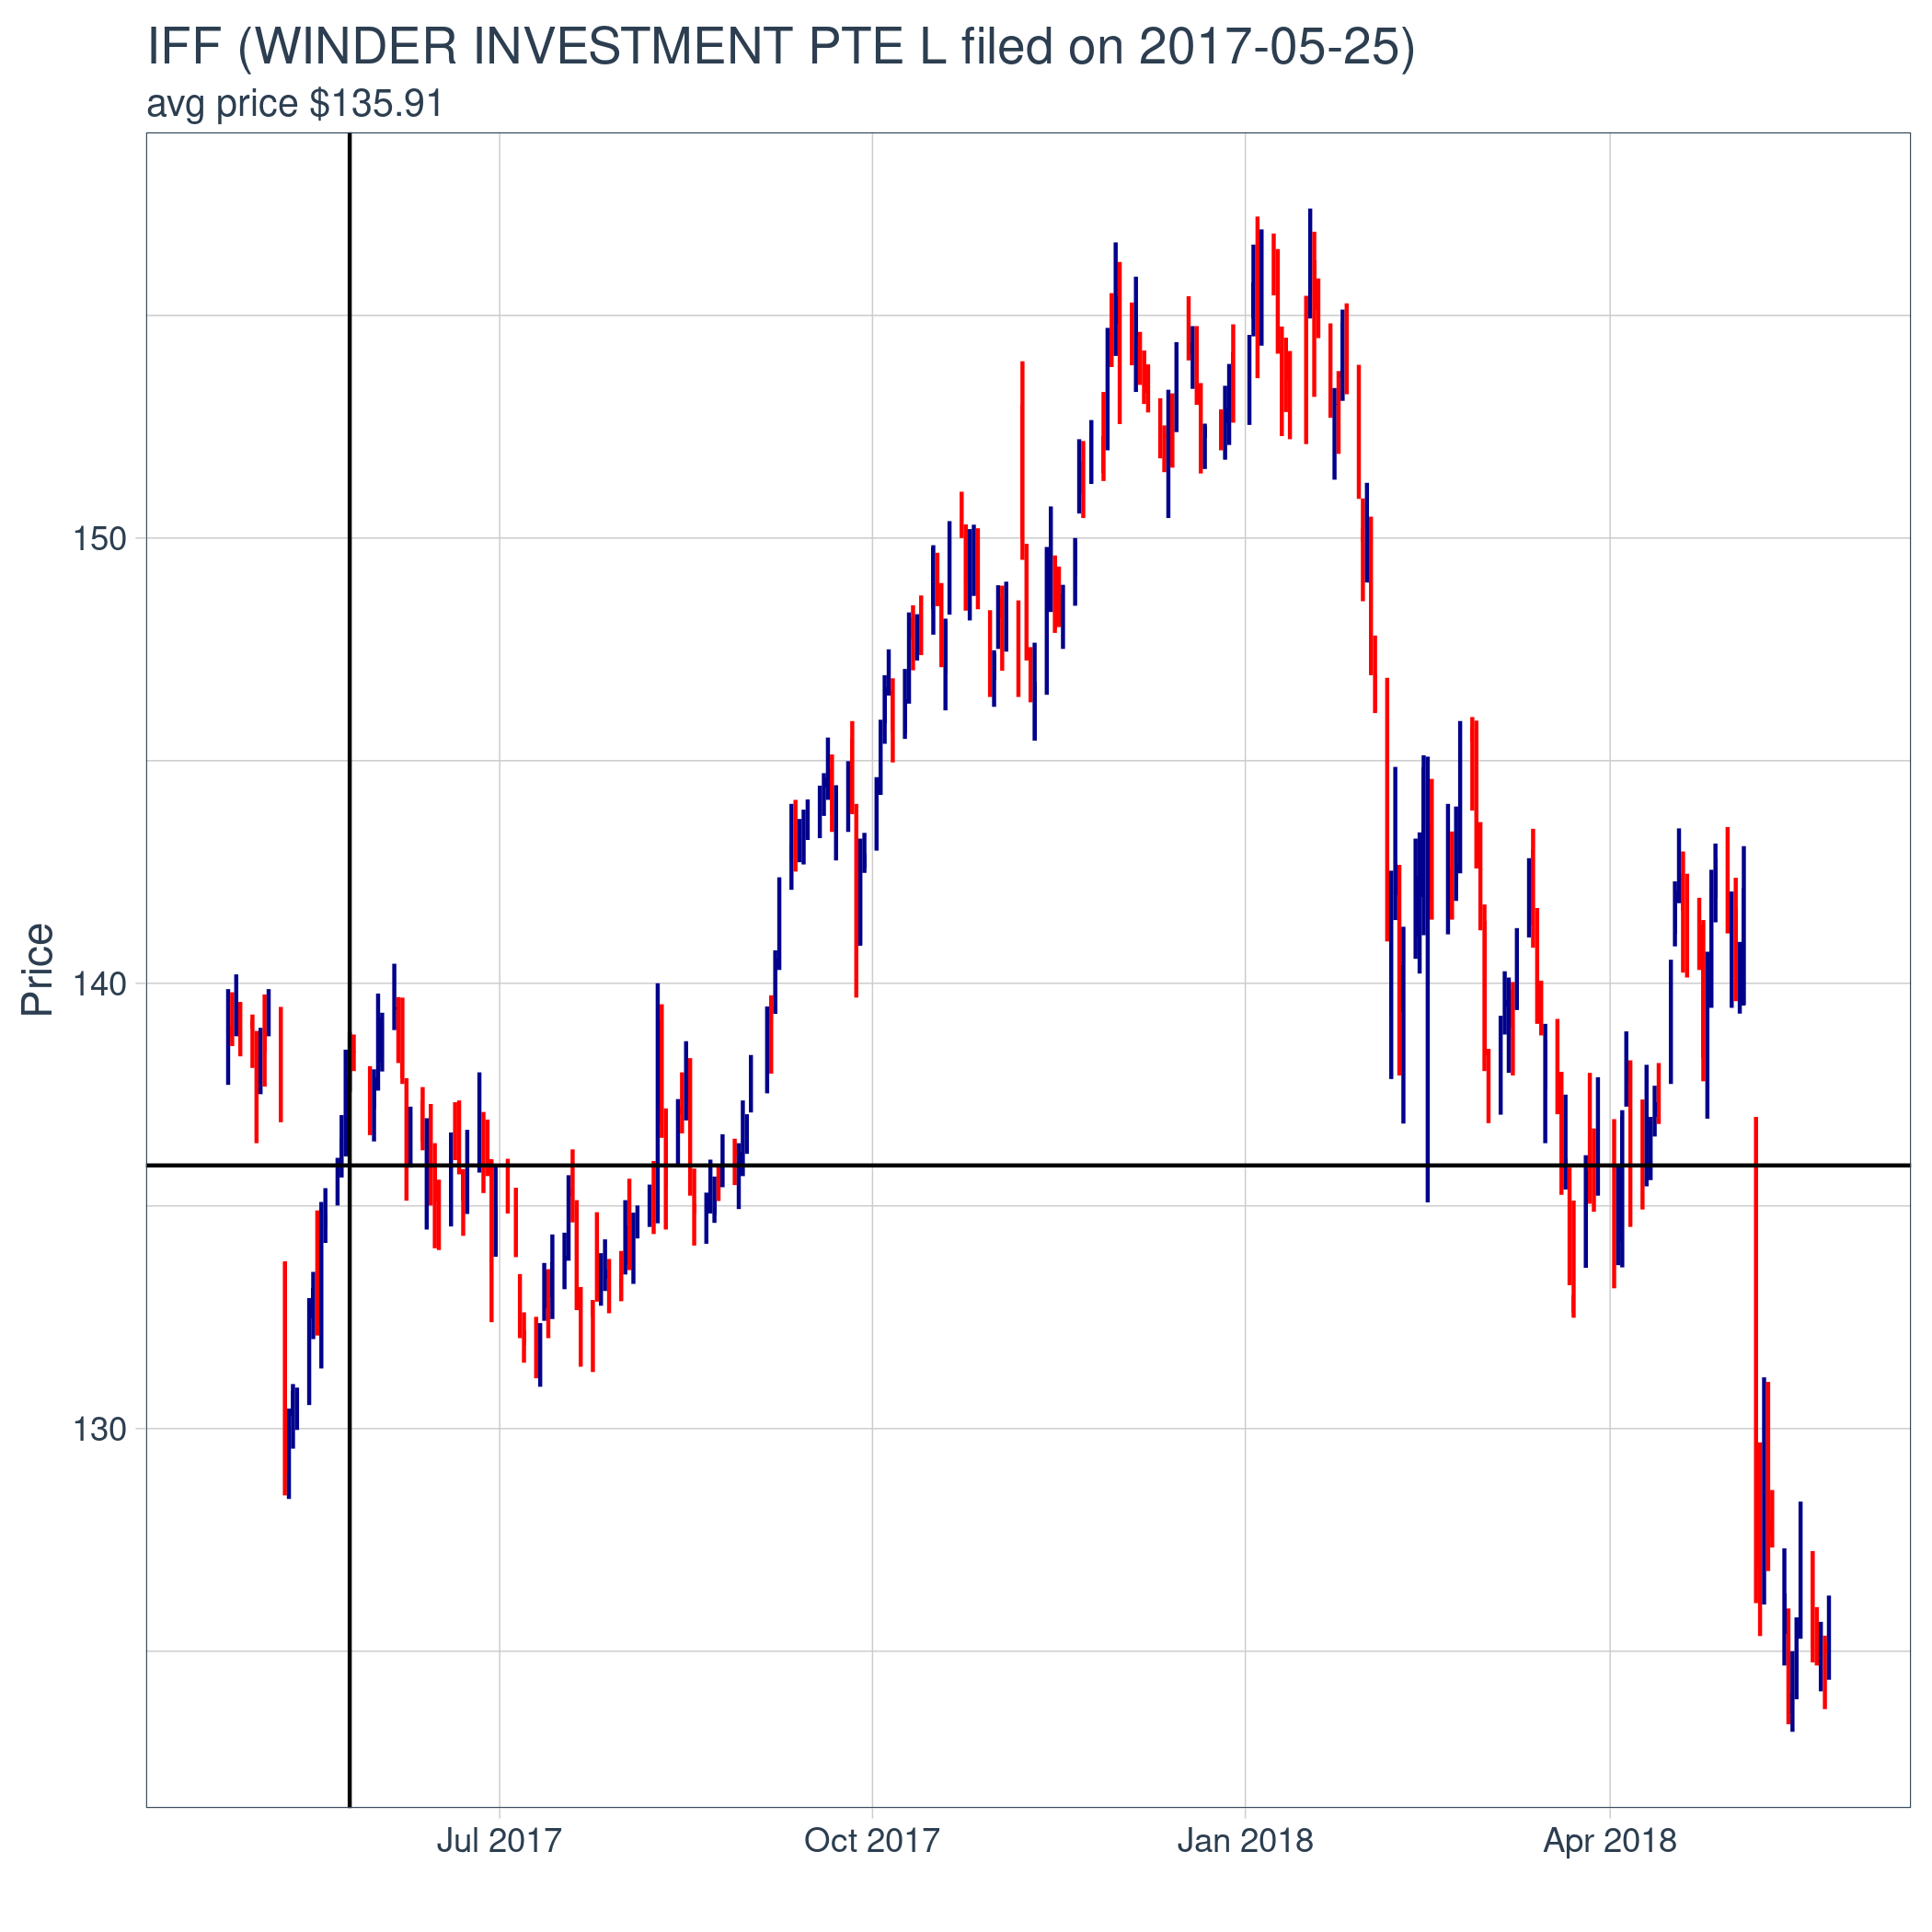 IFF (WINDER INVESTMENT PTE L filed on 2017-05-25)
avg price $135.91
Price
150
140
130
Jul 2017
Oct 2017
Jan 2018
Apr 2018